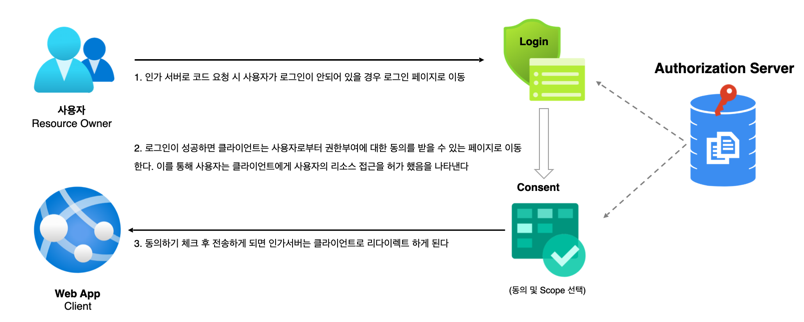 Login
1. 인가 서버로 코드 요청 시 사용자가 로그인이 안되어 있을 경우 로그인 페이지로 이동
Authorization Server
사용자
Resource Owner
2. 로그인이 성공하면 클라이언트는 사용자로부터 권한부여에 대한 동의를 받을 수 있는 페이지로 이동
한다. 이를 통해 사용자는 클라이언트에게 사용자의 리소스 접근을 허가 했음을 나타낸다
Consent
3. 동의하기 체크 후 전송하게 되면 인가서버는 클라이언트로 리다이렉트 하게 된다
(동의 및 Scope 선택)
Web App
Client